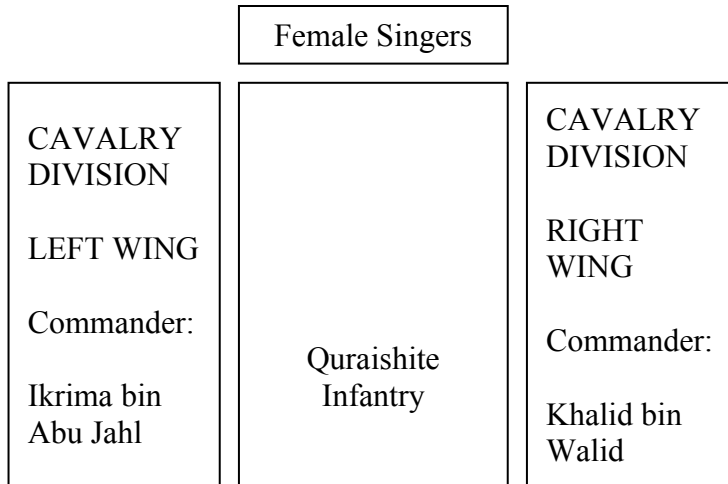 Female Singers
CAVALRY
DIVISION
LEFT WING
Commander:
Ikrima bin
Abu Jahl
Quraishite
Infantry
CAVALRY
DIVISION
RIGHT
WING
Commander:
Khalid bin
Walid